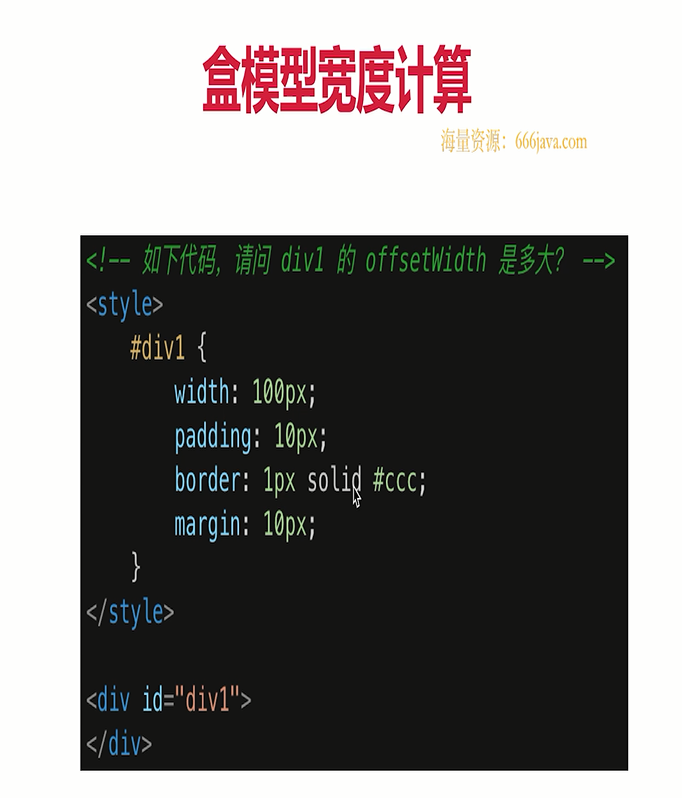 盒模型宽度计算
海量资源：666java.com
<!-- 如下代码，请问 div1 的 offsetWidth 是多大？ -->
<style>
    #div1 {
        width: 100px;
        padding: 10px;
        border: 1px solid #ccc;
        margin: 10px;
    }
</style>
<div id="div1">
</div>